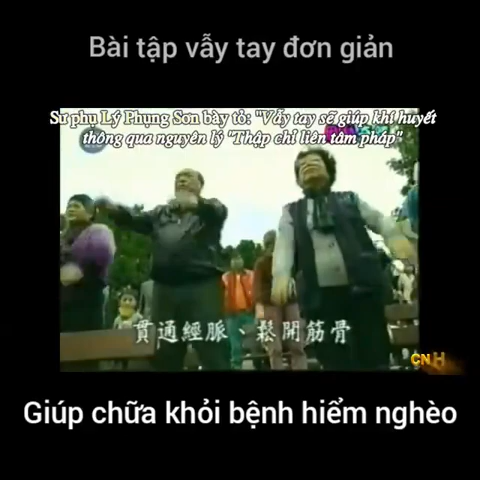 Bài tập vẫy tay đơn giản
Sư phụ Lý Phụng Sơn bày tỏ: "Vẫy tay sẽ giúp khí huyết
thông qua nguyên lý "Thập chỉ liên tâm pháp"
貫通經脈、鬆開筋骨
CN H
Giúp chữa khỏi bệnh hiểm nghèo